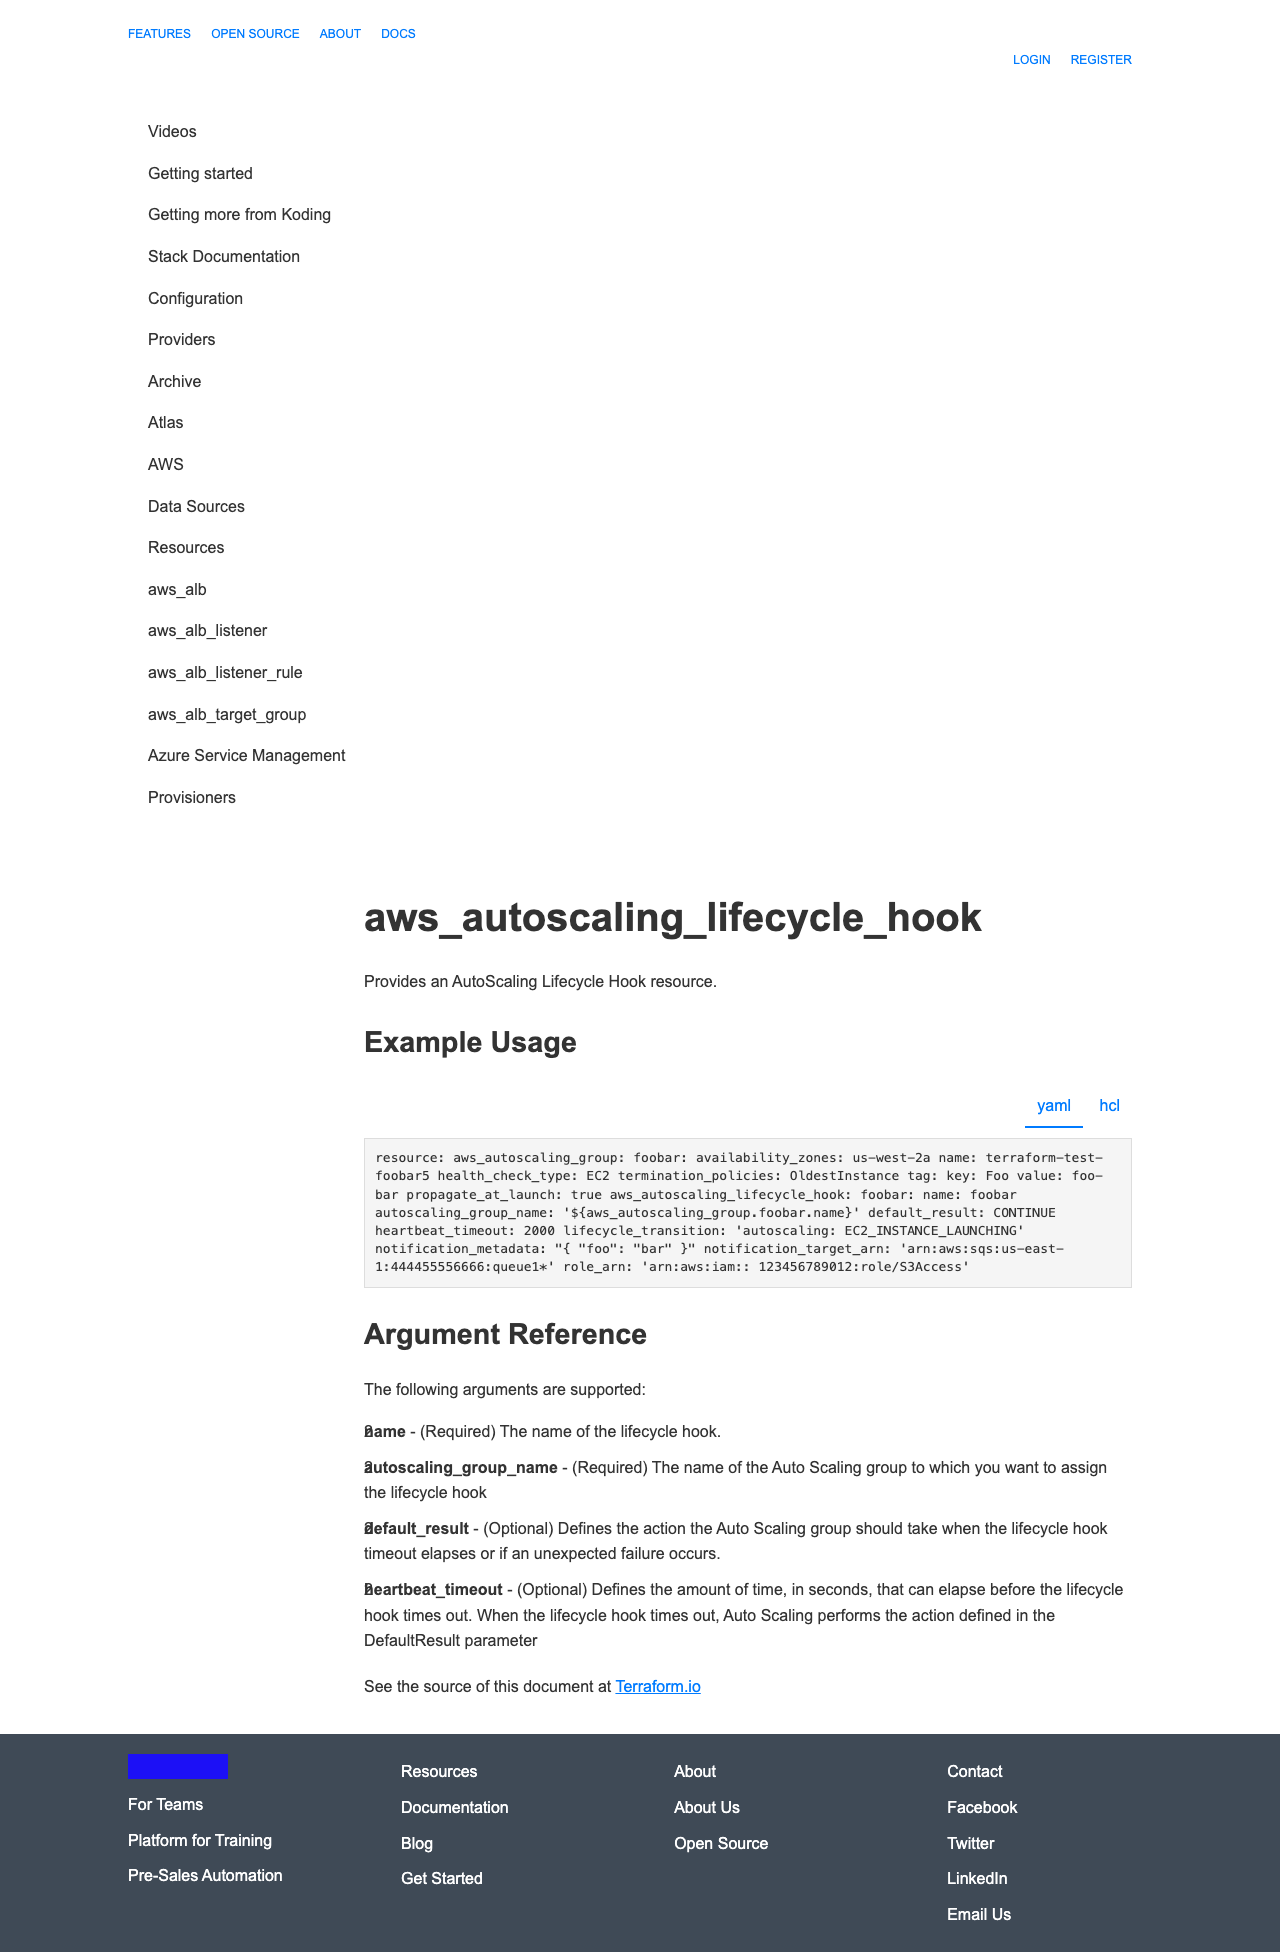 FEATURES OPEN SOURCE ABOUT DOCS
LOGIN REGISTER
Videos
Getting started
Getting more from Koding
Stack Documentation
Configuration
Providers
Archive
Atlas
AWS
Data Sources
Resources
aws_alb
aws_alb_listener
aws_alb_listener_rule
aws_alb_target_group
Azure Service Management
Provisioners
aws_autoscaling_lifecycle_hook
Provides an AutoScaling Lifecycle Hook resource.
Example Usage
yaml hcl
resource: aws_autoscaling_group: foobar: availability_zones: us-west-2a name: terraform-test-
foobar5 health_check_type: EC2 termination_policies: OldestInstance tag: key: Foo value: foo-
bar propagate_at_launch: true aws_autoscaling_lifecycle_hook: foobar: name: foobar
autoscaling_group_name: '${aws_autoscaling_group.foobar.name}' default_result: CONTINUE
heartbeat_timeout: 2000 lifecycle_transition: 'autoscaling: EC2_INSTANCE_LAUNCHING'
notification_metadata: "{ "foo": "bar" }" notification_target_arn: 'arn:aws:sqs:us-east-
1:444455556666:queue1*' role_arn: 'arn:aws:iam:: 123456789012:role/S3Access'
Argument Reference
The following arguments are supported:
name - (Required) The name of the lifecycle hook.
autoscaling_group_name - (Required) The name of the Auto Scaling group to which you want to assign
the lifecycle hook
default_result - (Optional) Defines the action the Auto Scaling group should take when the lifecycle hook
timeout elapses or if an unexpected failure occurs.
heartbeat_timeout - (Optional) Defines the amount of time, in seconds, that can elapse before the lifecycle
hook times out. When the lifecycle hook times out, Auto Scaling performs the action defined in the
DefaultResult parameter
See the source of this document at Terraform.io
For Teams
Platform for Training
Pre-Sales Automation
Resources
Documentation
Blog
Get Started
About
About Us
Open Source
Contact
Facebook
Twitter
LinkedIn
Email Us